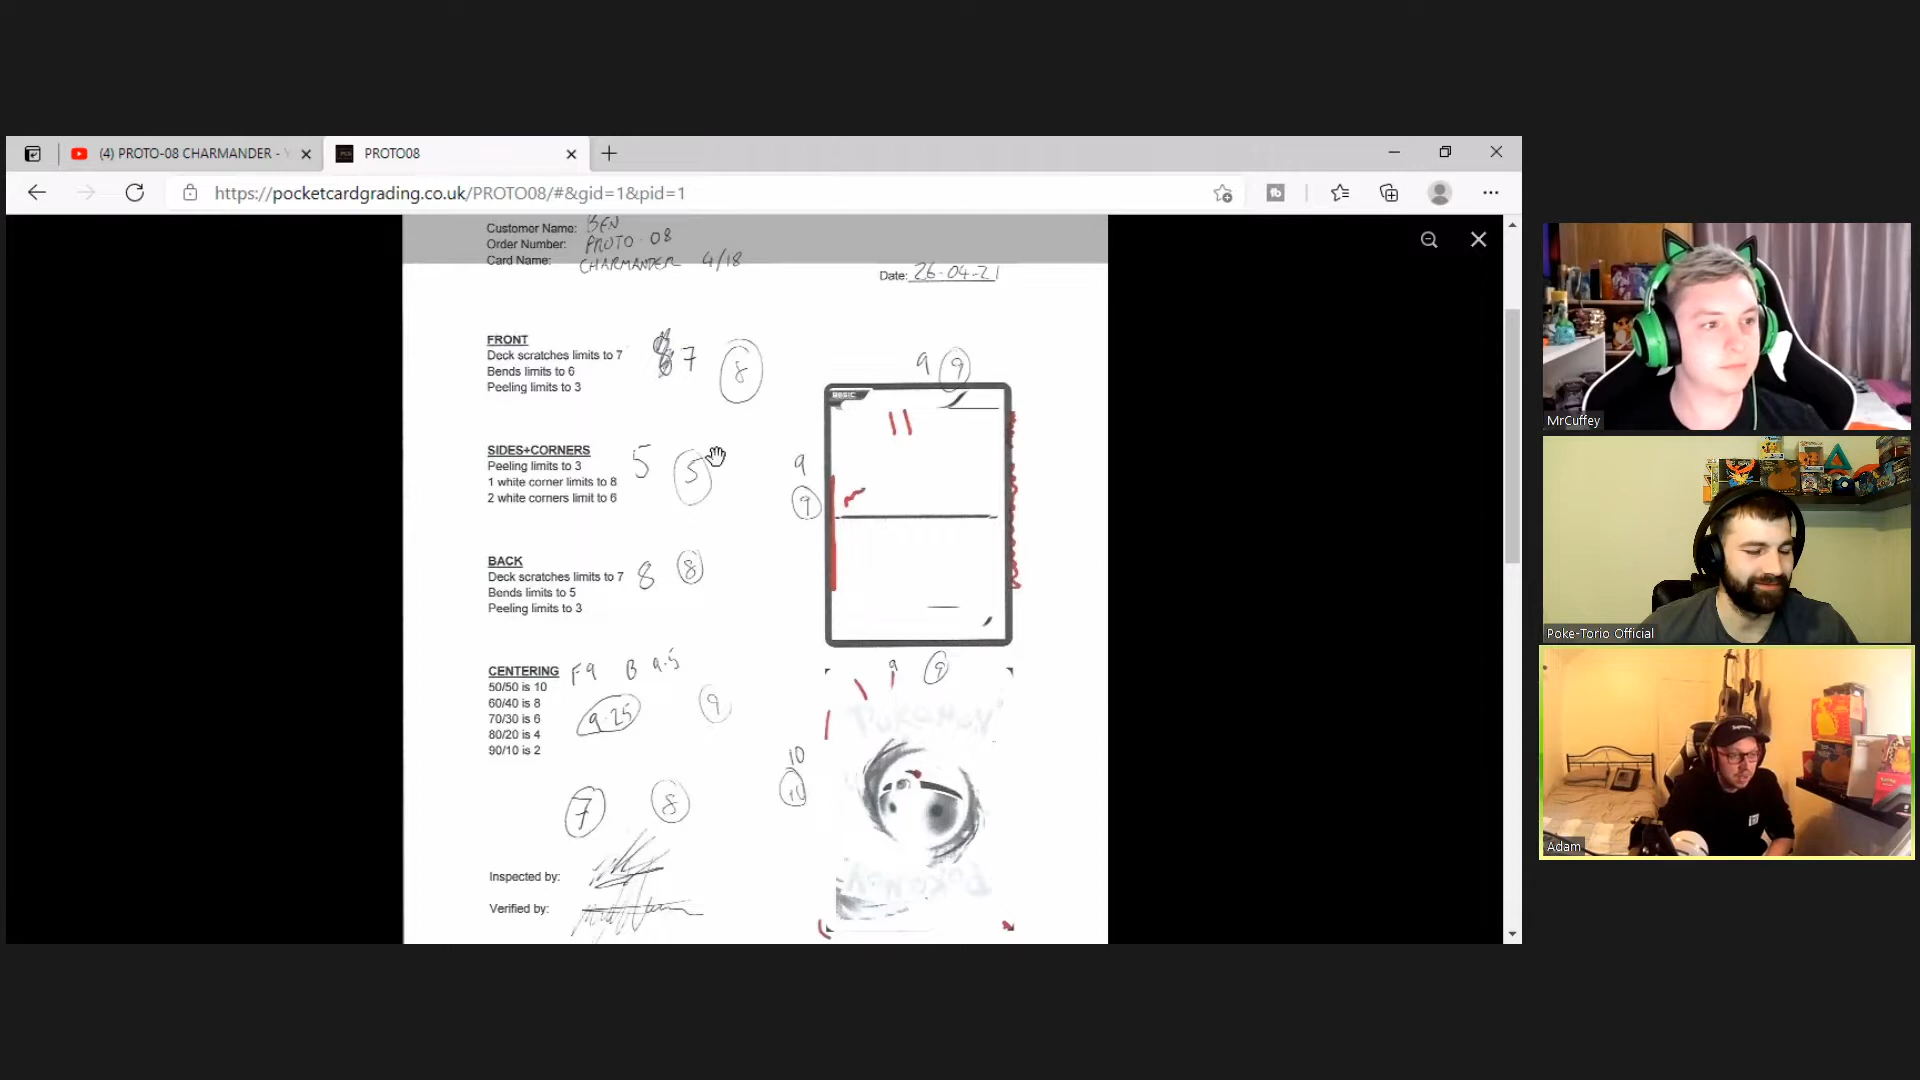 (4) PROTO-08 CHARMANDER - Y
PROTO08
https://pocketcardgrading.co.uk/PROTO08/#&gid=1&pid=1
Customer Name: BEN
Order Number: PROTO-08
Card Name: CHARMANDER 4/18
Date: 26-04-21
FRONT
Deck scratches limits to 7
Bends limits to 6
Peeling limits to 3
7 8
SIDES+CORNERS
Peeling limits to 3
1 white corner limits to 8
2 white corners limit to 6
5 5
BACK
Deck scratches limits to 7
Bends limits to 5
Peeling limits to 3
8 8
CENTERING F9 B 9.5
50/50 is 10
60/40 is 8
70/30 is 6
80/20 is 4
90/10 is 2
9.25 9
7 8
Inspected by:
Verified by:
9 9
BASIC
9
9
9 9
POKéMON
10
10
MrCuffey
Poke-Torio Official
Adam